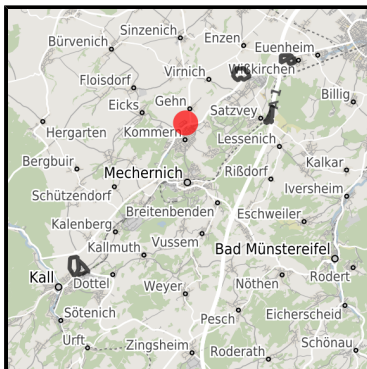 Sinzenich
Enzen
Bürvenich
Euenheim
Virnich
Wißkirchen
Floisdorf
Gehn
Eicks
Satzvey
A 1
Billig
Hergarten
Kommern
Lessenich
Bergbuir
Mechernich
Rißdorf
Kalkar
Schützendorf
Iversheim
Breitenbenden
Eschweiler
Kalenberg
Kallmuth
Vussem
Bad Münstereifel
Kall
Dottel
Weyer
Nöthen
Rodert
Sötenich
Pesch
Eicherscheid
Urft
Zingsheim
Roderath
Schönau